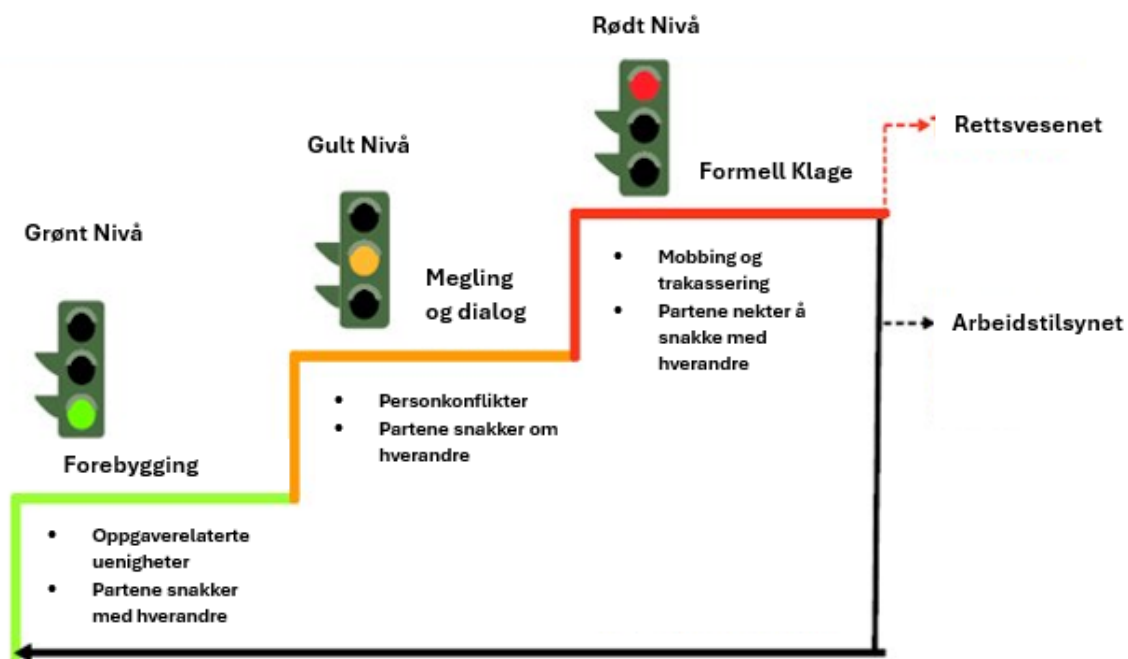 Grønt Nivå
Forebygging
• Oppgaverelaterte
uenigheter
• Partene snakker
med hverandre
Gult Nivå
Megling
og dialog
• Personkonflikter
• Partene snakker om
hverandre
Rødt Nivå
Formell Klage
• Mobbing og
trakassering
• Partene nekter å
snakke med
hverandre
Rettsvesenet
Arbeidstilsynet